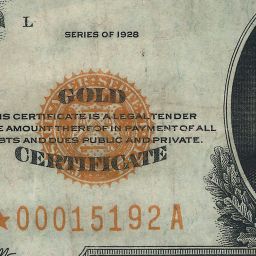 L
SERIES OF 1928
GOLD
IS CERTIFICATE IS A LEGAL TENDER
E AMOUNT THEREOF IN PAYMENT OF ALL
BTS AND DUES PUBLIC AND PRIVATE.
CERTIFICATE
★00015192A